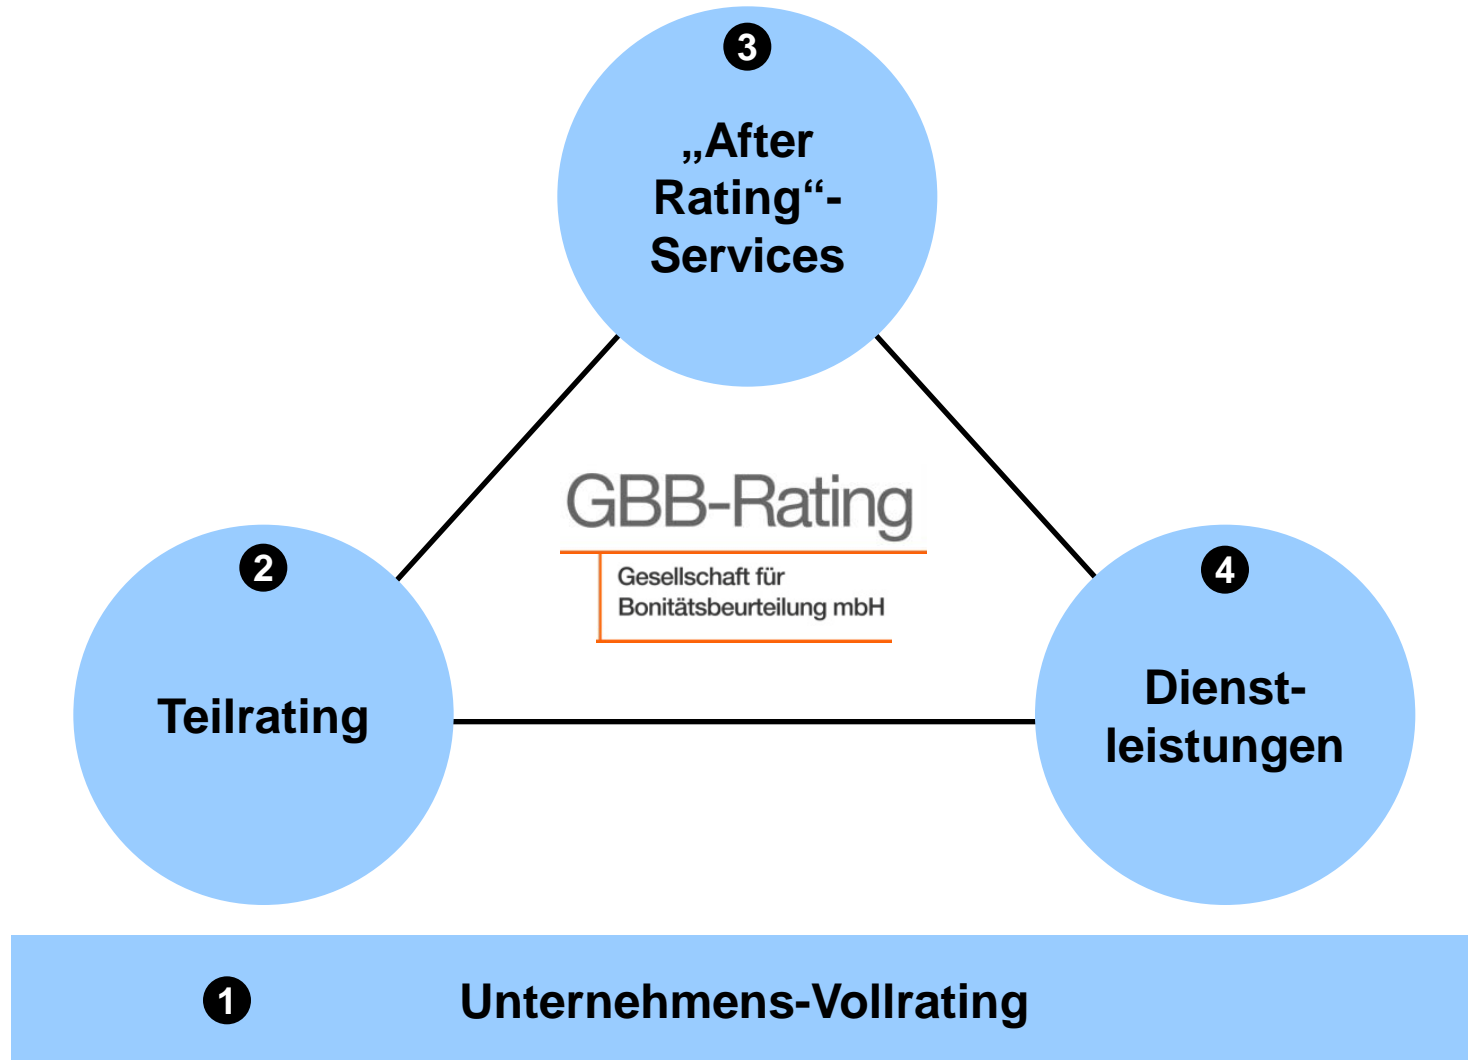 3
„After
Rating“-
Services
GBB-Rating
Gesellschaft für
Bonitätsbeurteilung mbH
2
Teilrating
4
Dienst-
leistungen
1 Unternehmens-Vollrating